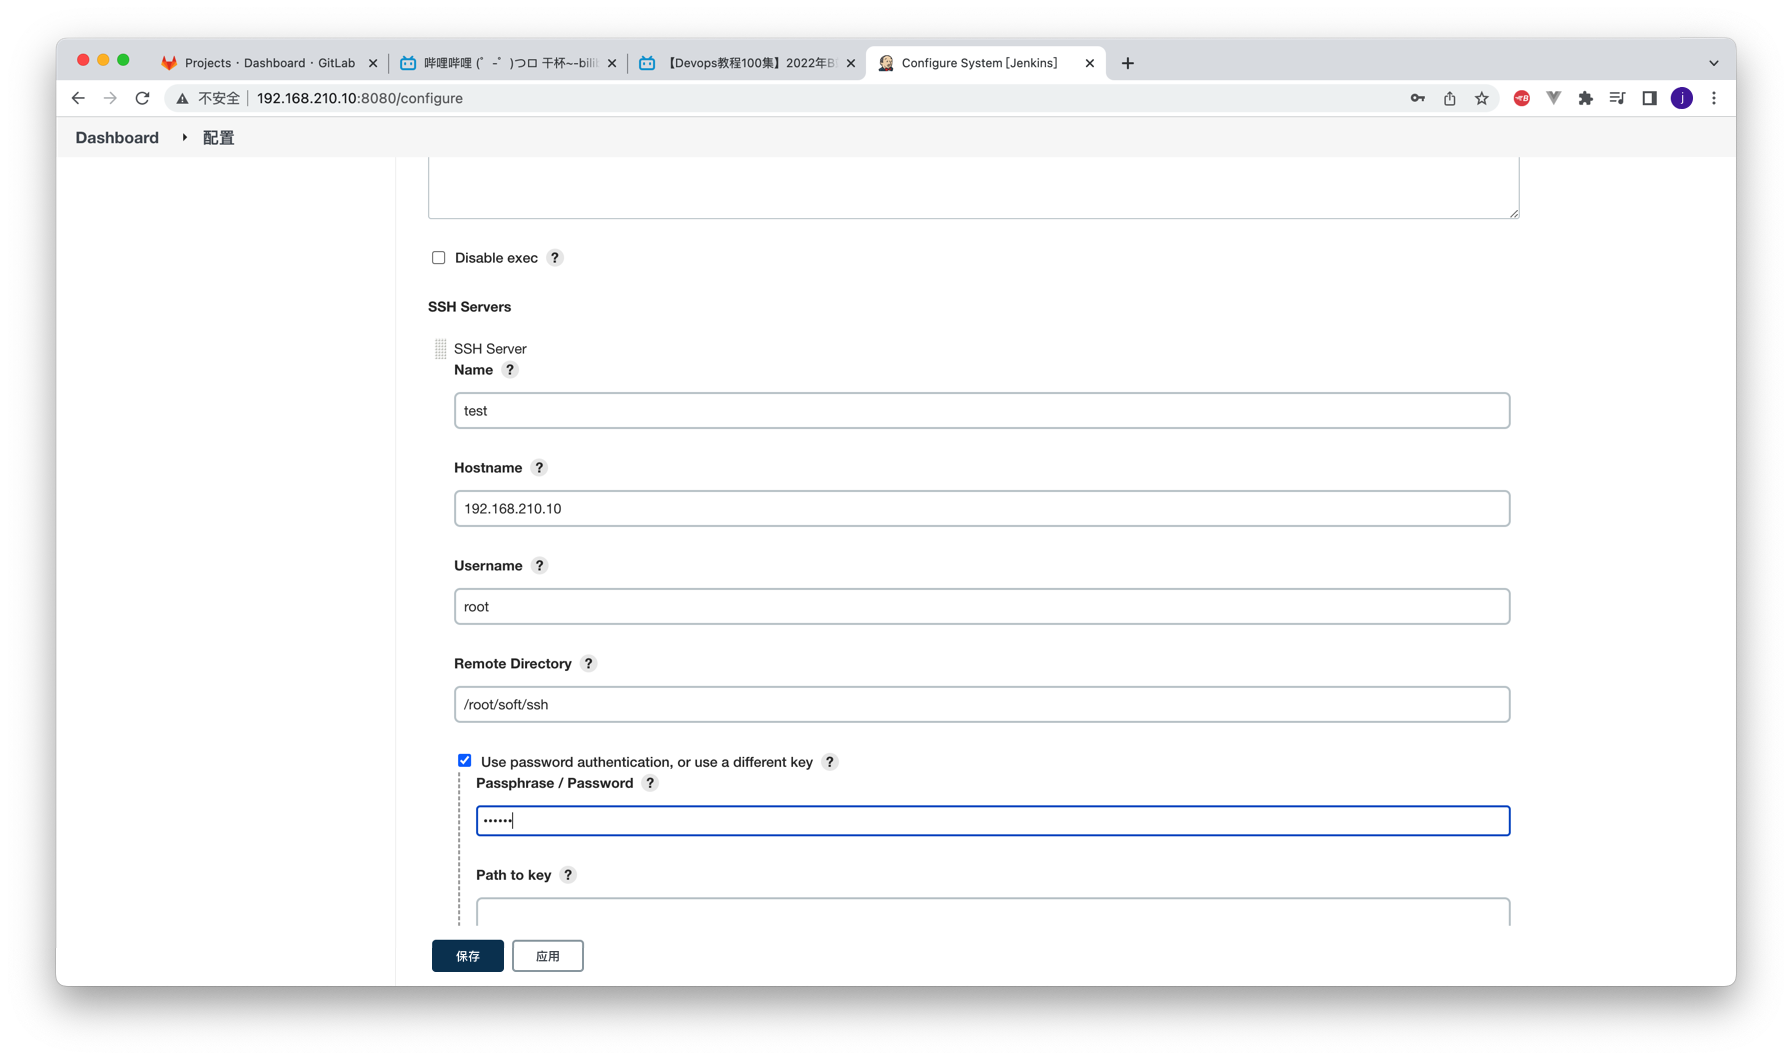 Projects · Dashboard · GitLab
哔哩哔哩 (゜-゜)つロ 干杯~-bili
【Devops教程100集】2022年B
Configure System [Jenkins]
不安全
192.168.210.10:8080/configure
j
Dashboard
配置
Disable exec ?
SSH Servers
SSH Server
Name ?
test
Hostname ?
192.168.210.10
Username ?
root
Remote Directory ?
/root/soft/ssh
Use password authentication, or use a different key ?
Passphrase / Password ?
••••••
Path to key ?
保存
应用